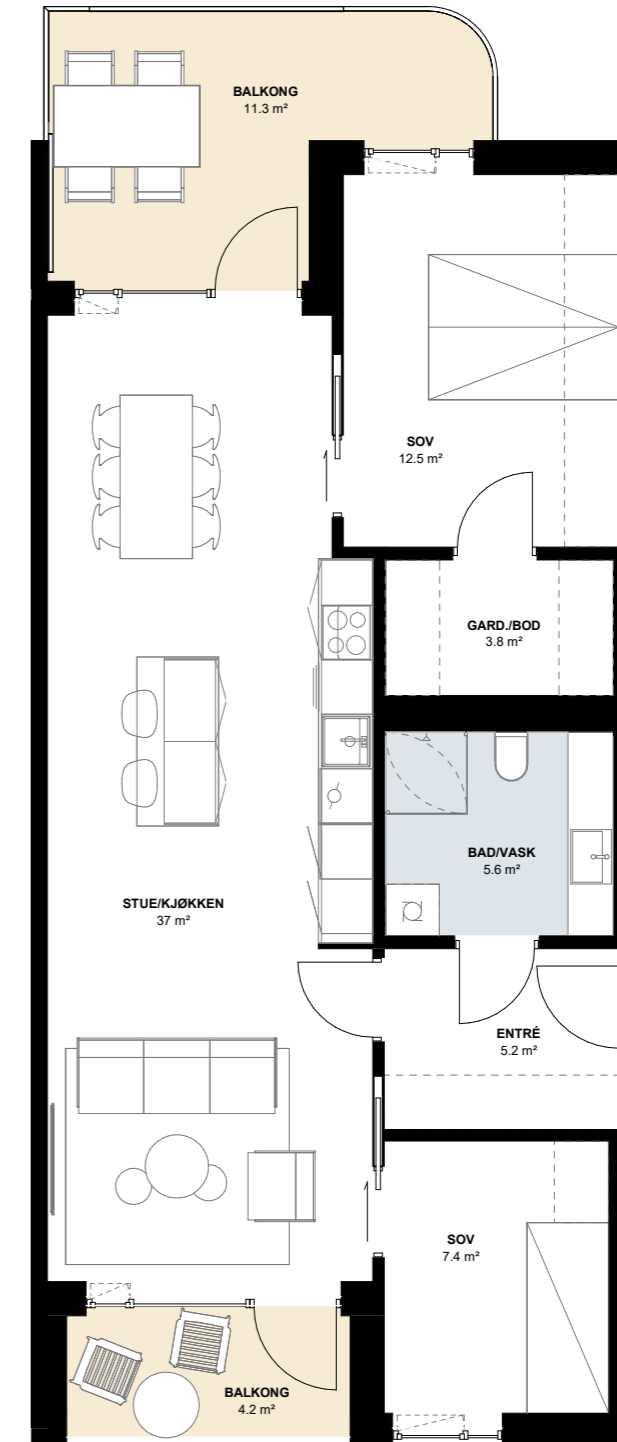 BALKONG
11.3 m²
SOV
12.5 m²
GARD./BOD
3.8 m²
BAD/VASK
5.6 m²
STUE/KJØKKEN
37 m²
ENTRÉ
5.2 m²
SOV
7.4 m²
BALKONG
4.2 m²